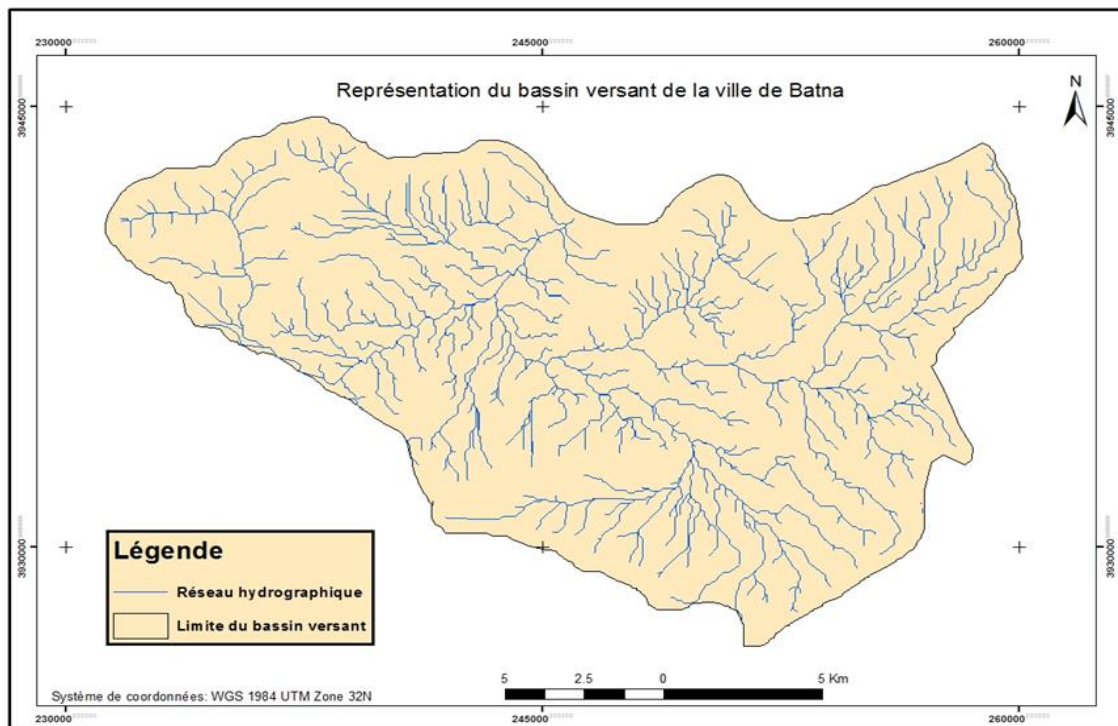 230000 245000 260000
Représentation du bassin versant de la ville de Batna
N
3945000 3945000
3930000 3930000
Légende
Réseau hydrographique
Limite du bassin versant
Système de coordonnées: WGS 1984 UTM Zone 32N
5 2.5 0 5 Km
230000 245000 260000